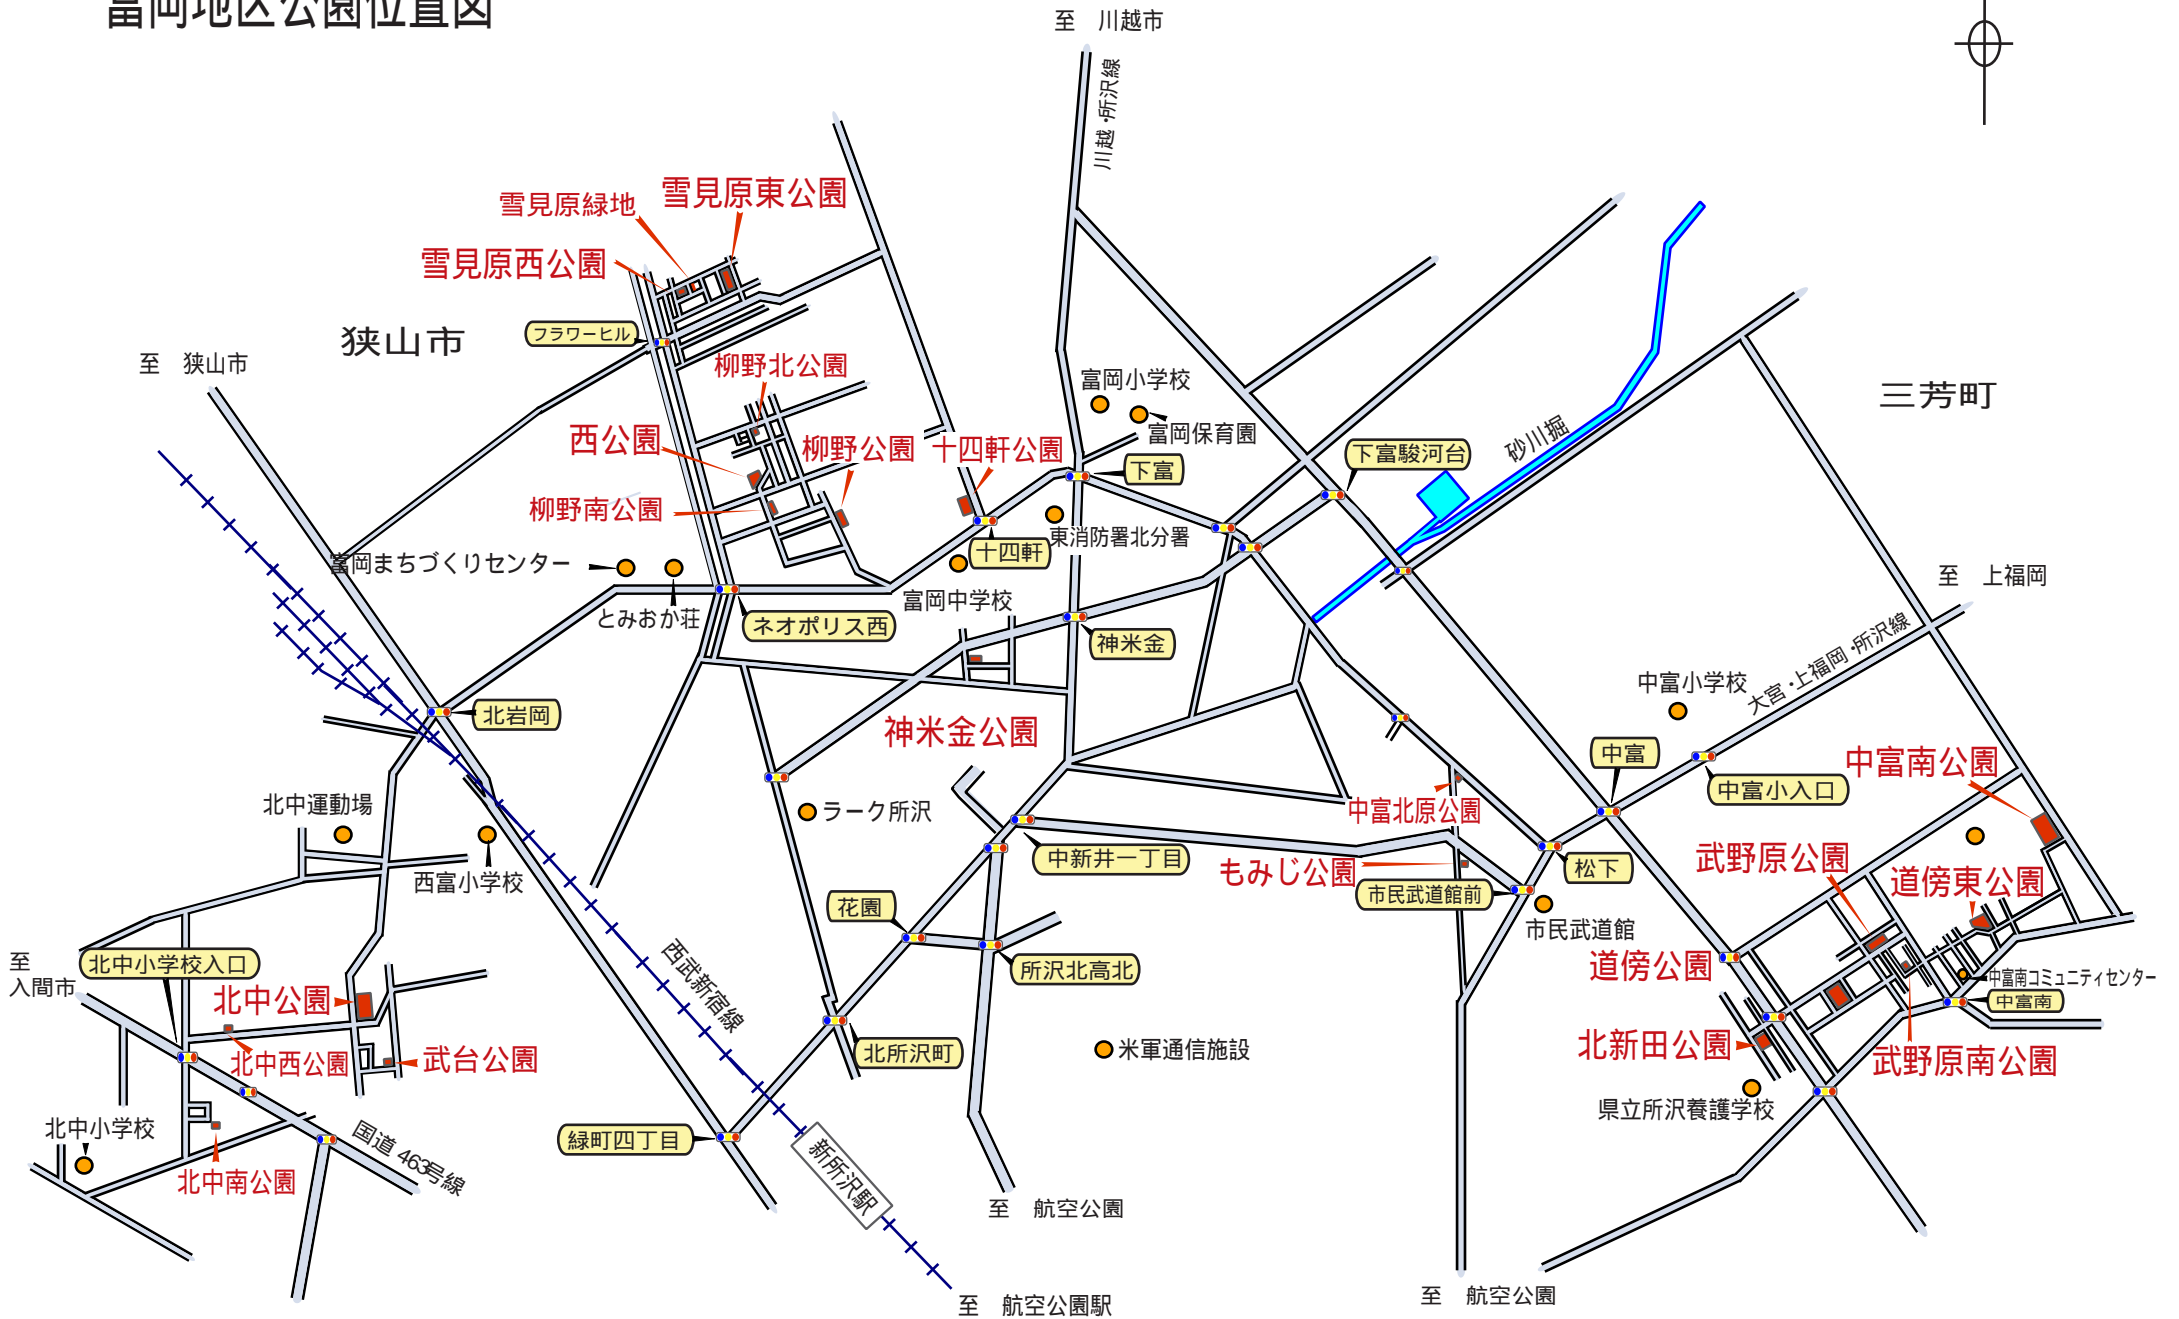 富岡地区公園位置図
至　川越市
川越・所沢線
雪見原緑地
雪見原東公園
雪見原西公園
フラワーヒル
狭山市
至　狭山市
柳野北公園
富岡小学校
富岡保育園
三芳町
西公園
柳野公園
十四軒公園
下富
下富駿河台
砂川掘
柳野南公園
東消防署北分署
十四軒
富岡まちづくりセンター
とみおか荘
ネオポリス西
富岡中学校
神米金
至　上福岡
大宮・上福岡・所沢線
中富小学校
北岩岡
神米金公園
中富
中富小入口
中富南公園
北中運動場
ラーク所沢
中富北原公園
西富小学校
中新井一丁目
もみじ公園
市民武道館前
松下
武野原公園
道傍東公園
花園
市民武道館
至
入間市
北中小学校入口
西武新宿線
所沢北高北
道傍公園
中富南コミュニティセンター
中富南
北中公園
北中西公園
武台公園
北所沢町
米軍通信施設
北新田公園
武野原南公園
県立所沢養護学校
北中小学校
国道463号線
緑町四丁目
北中南公園
新所沢駅
至　航空公園
至　航空公園駅
至　航空公園